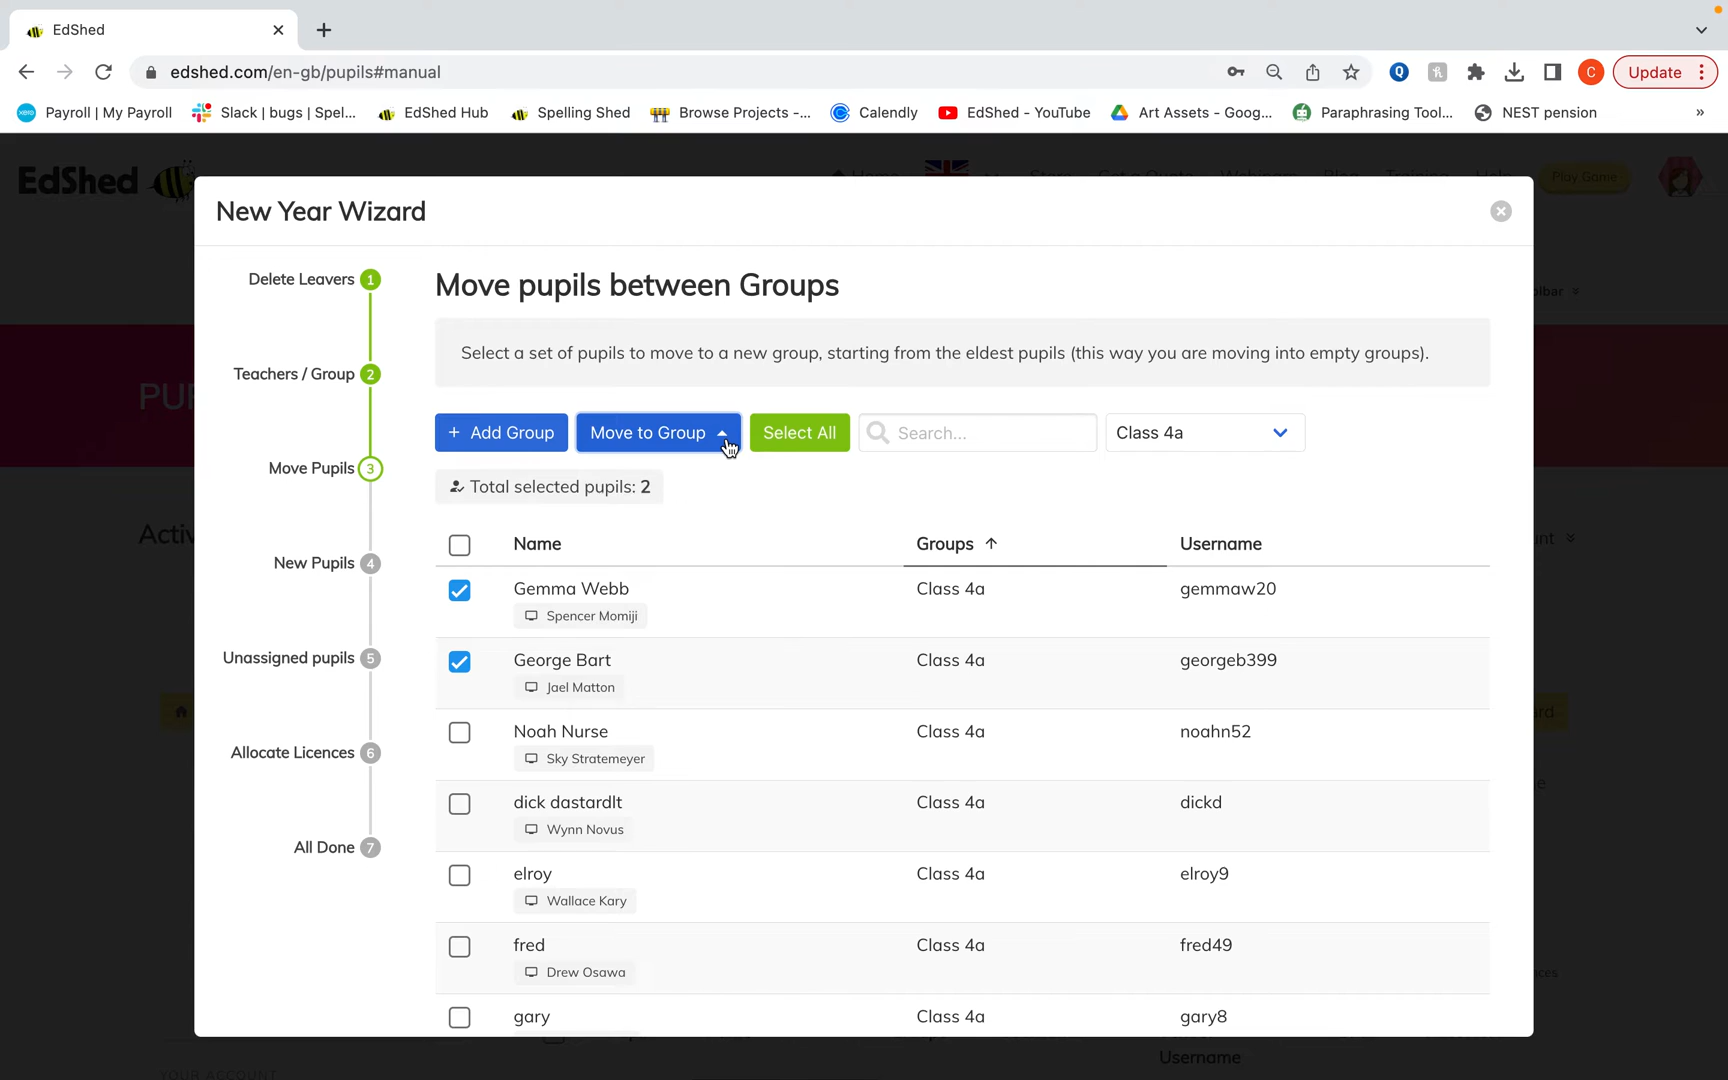 EdShed
edshed.com/en-gb/pupils#manual
Update
Payroll | My Payroll
Slack | bugs | Spel...
EdShed Hub
Spelling Shed
Browse Projects -...
Calendly
EdShed - YouTube
Art Assets - Goog...
Paraphrasing Tool...
NEST pension
»
EdShed
Play Game
New Year Wizard
Delete Leavers 1
Teachers / Group 2
Move Pupils 3
New Pupils 4
Unassigned pupils 5
Allocate Licences 6
All Done 7
Move pupils between Groups
Select a set of pupils to move to a new group, starting from the eldest pupils (this way you are moving into empty groups).
+ Add Group
Move to Group
Select All
Search...
Class 4a
Total selected pupils: 2
Name Groups ↑ Username
Gemma Webb Class 4a gemmaw20
Spencer Momiji
George Bart Class 4a georgeb399
Jael Matton
Noah Nurse Class 4a noahn52
Sky Stratemeyer
dick dastardlt Class 4a dickd
Wynn Novus
elroy Class 4a elroy9
Wallace Kary
fred Class 4a fred49
Drew Osawa
gary Class 4a gary8
Username
YOUR ACCOUNT